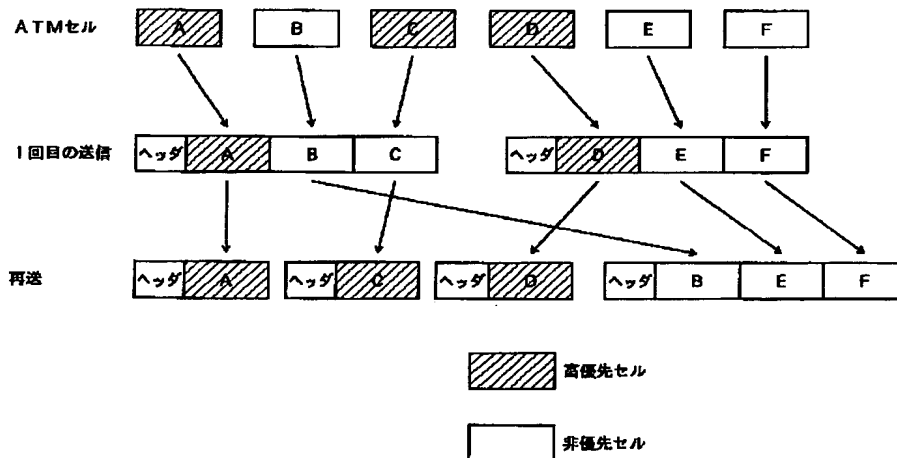 ATMセル A B C D E F
1回目の送信 ヘッダ A B C ヘッダ D E F
再送 ヘッダ A ヘッダ C ヘッダ D ヘッダ B E F
高優先セル
非優先セル